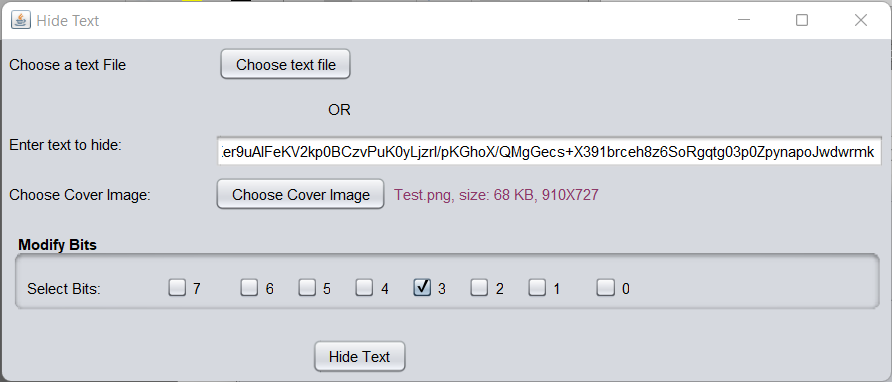 Hide Text
Choose a text File Choose text file
OR
Enter text to hide: er9uAlFeKV2kp0BCzvPuK0yLjzrl/pKGhoX/QMgGecs+X391brceh8z6SoRgqtg03p0ZpynapoJwdwrmk
Choose Cover Image: Choose Cover Image Test.png, size: 68 KB, 910X727
Modify Bits
Select Bits: 7 6 5 4 3 2 1 0
Hide Text